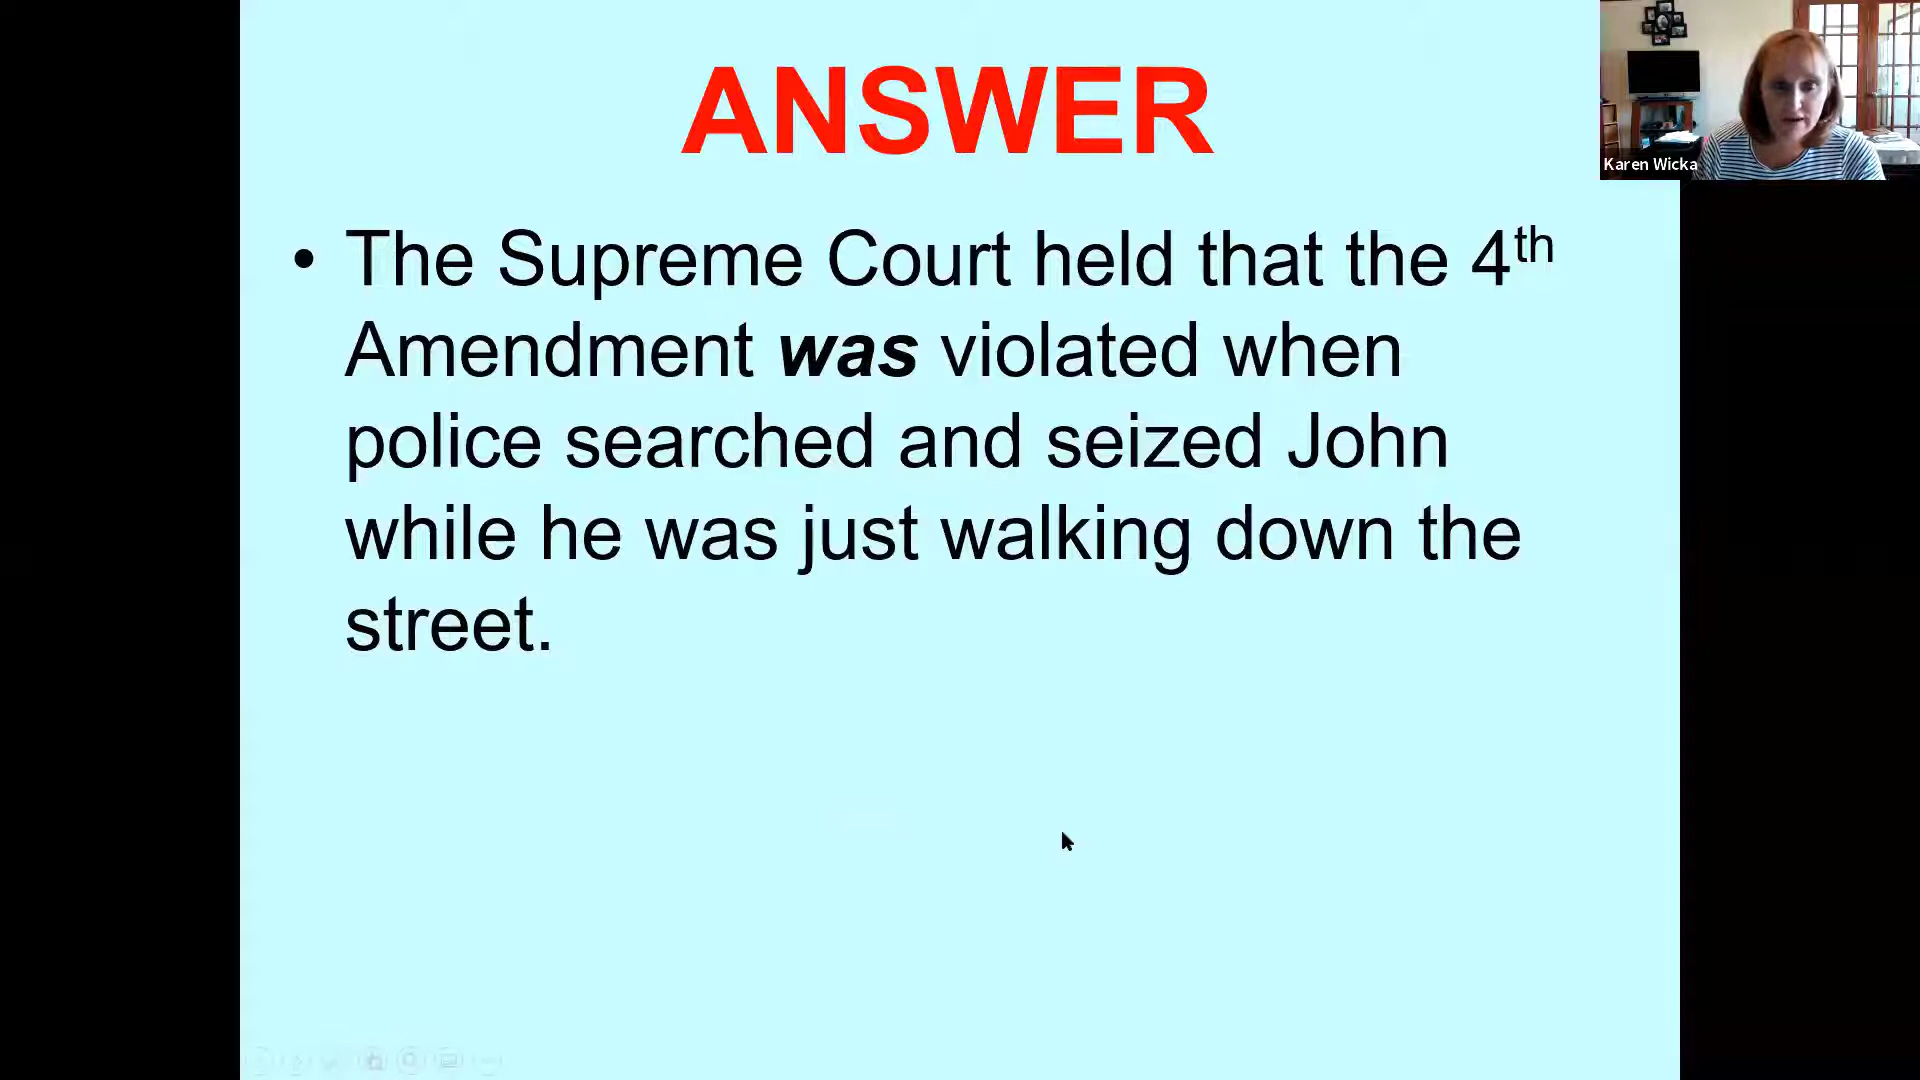 ANSWER
Karen Wicka
• The Supreme Court held that the 4th
Amendment was violated when
police searched and seized John
while he was just walking down the
street.